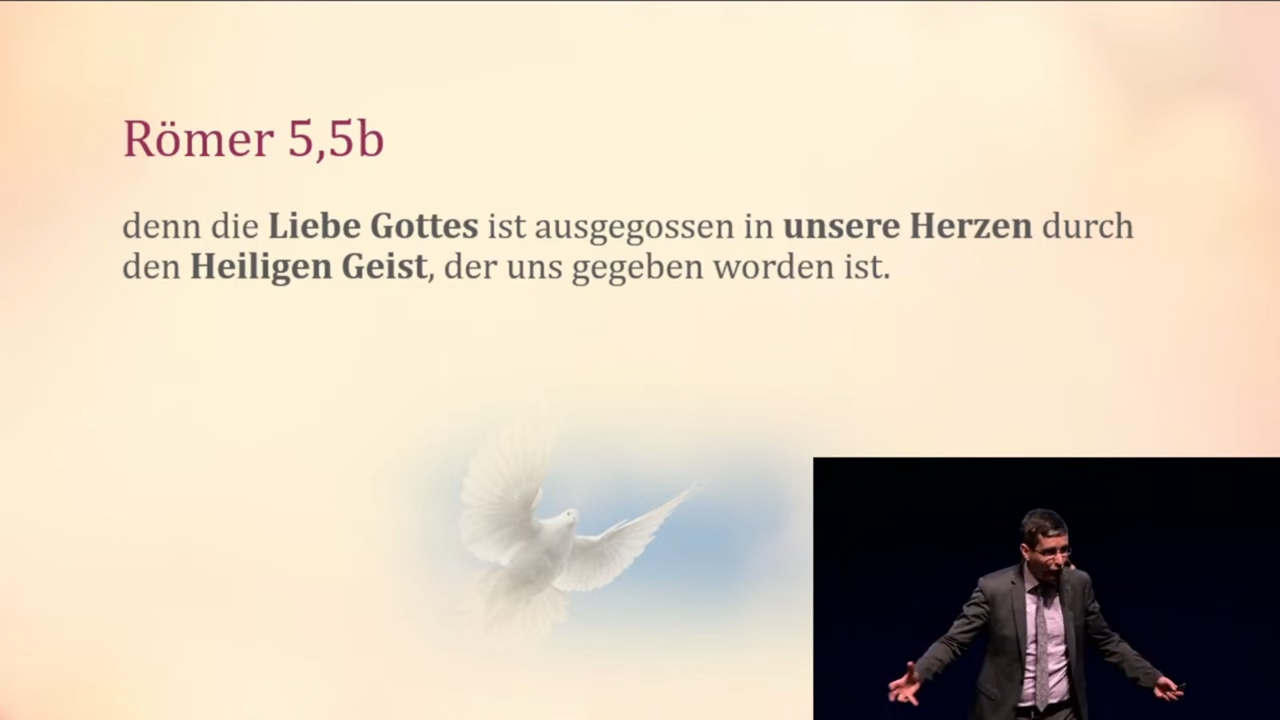 Römer 5,5b
denn die Liebe Gottes ist ausgegossen in unsere Herzen durch
den Heiligen Geist, der uns gegeben worden ist.